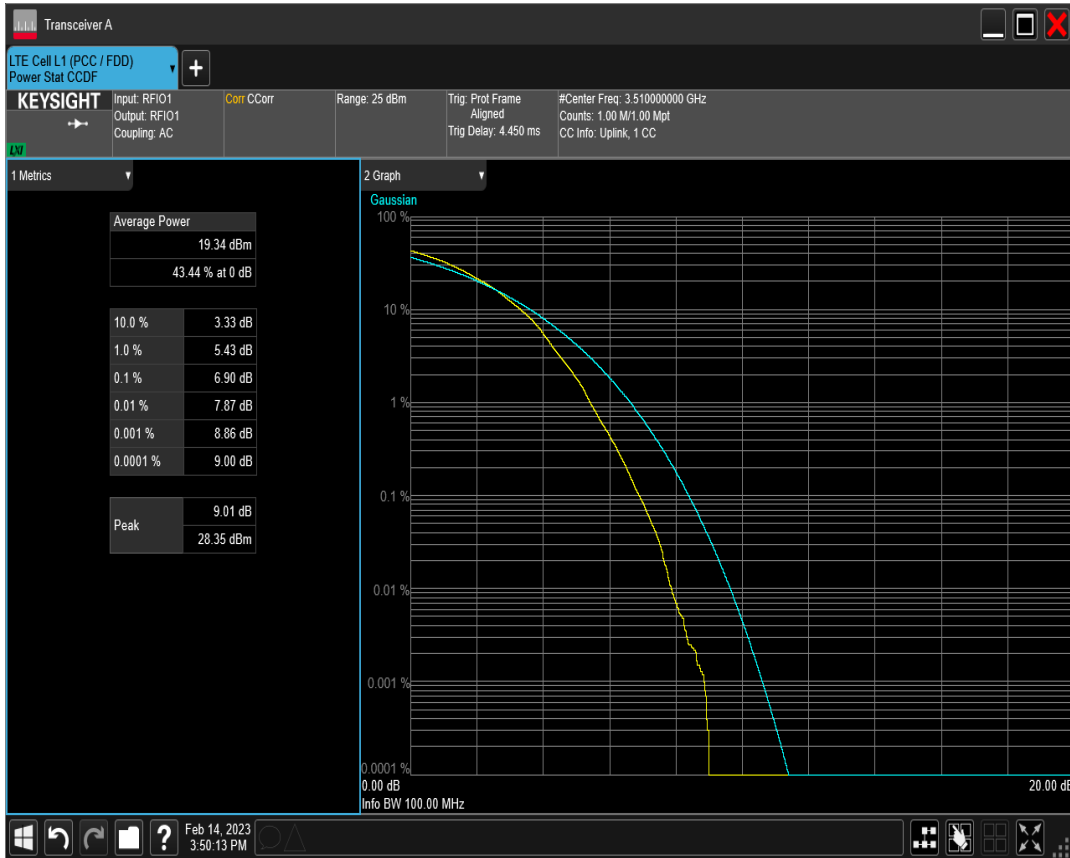 Transceiver A
LTE Cell L1 (PCC / FDD)
Power Stat CCDF
+
KEYSIGHT
LXI
Input: RFIO1
Output: RFIO1
Coupling: AC
Corr CCorr
Range: 25 dBm
Trig: Prot Frame
Aligned
Trig Delay: 4.450 ms
#Center Freq: 3.510000000 GHz
Counts: 1.00 M/1.00 Mpt
CC Info: Uplink, 1 CC
1 Metrics
Average Power
19.34 dBm
43.44 % at 0 dB
10.0 % 3.33 dB
1.0 % 5.43 dB
0.1 % 6.90 dB
0.01 % 7.87 dB
0.001 % 8.86 dB
0.0001 % 9.00 dB
Peak 9.01 dB
28.35 dBm
2 Graph
Gaussian
100 %
10 %
1 %
0.1 %
0.01 %
0.001 %
0.0001 %
0.00 dB
20.00 dB
Info BW 100.00 MHz
?
Feb 14, 2023
3:50:13 PM